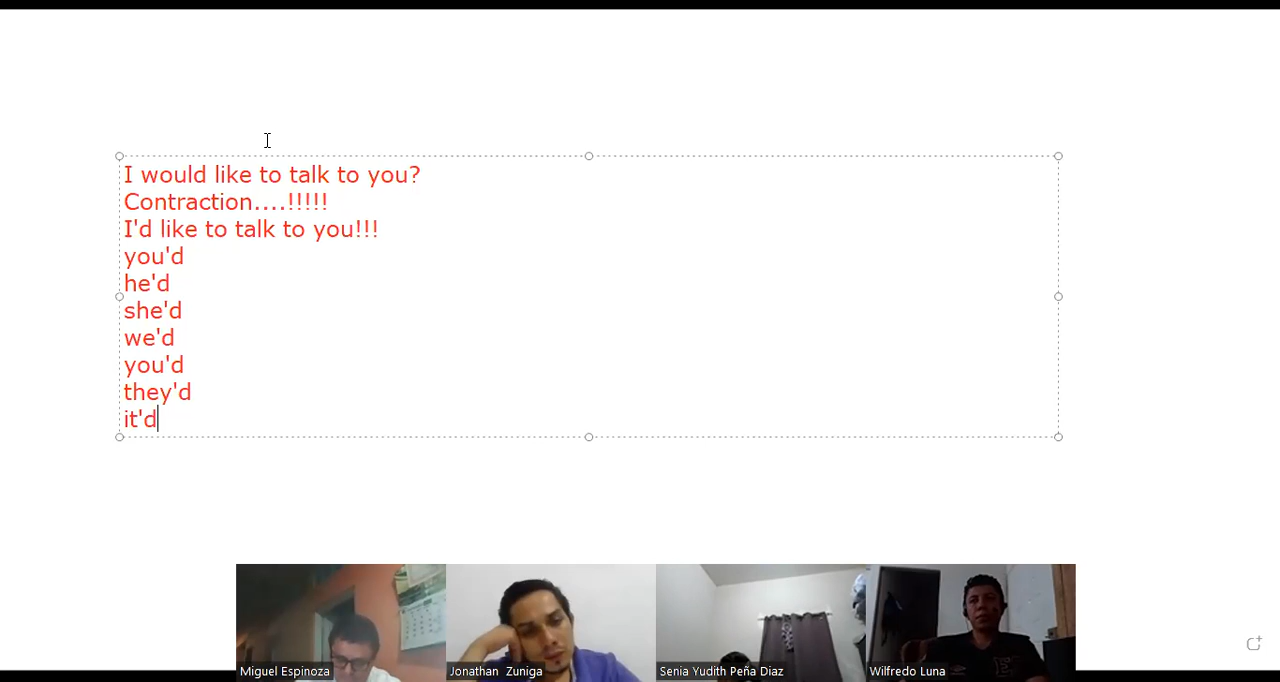 I would like to talk to you?
Contraction....!!!!!
I'd like to talk to you!!!
you'd
he'd
she'd
we'd
you'd
they'd
it'd
Miguel Espinoza
Jonathan Zuniga
Senia Yudith Peña Diaz
Wilfredo Luna